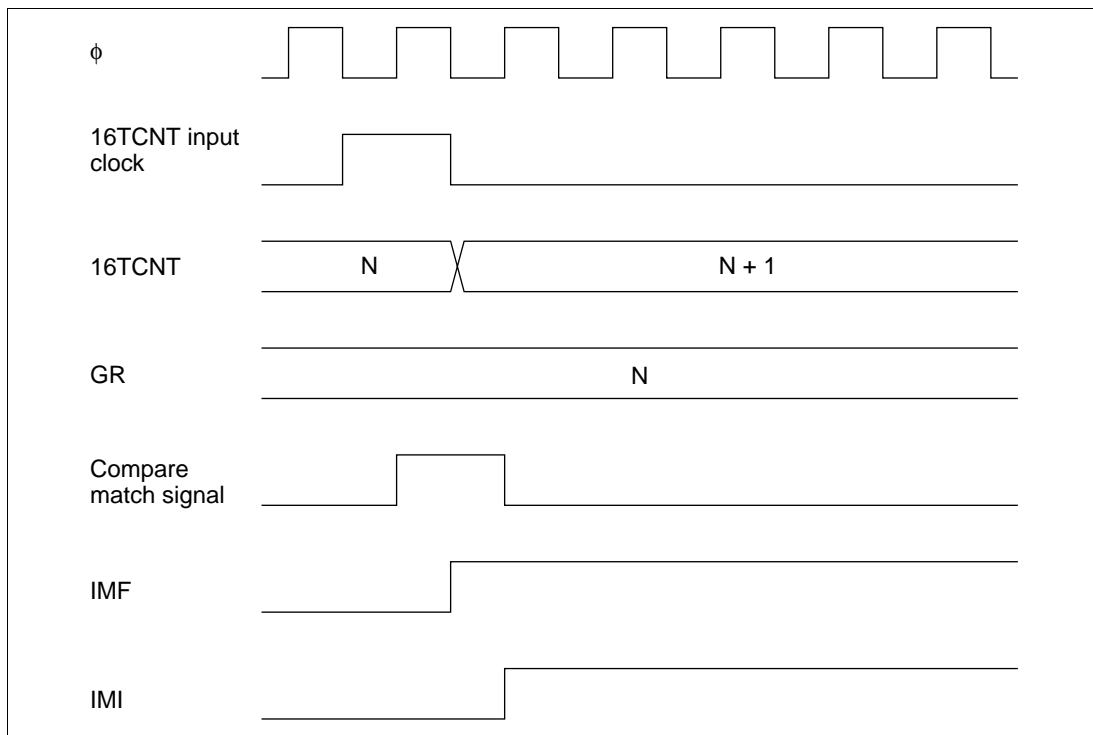 ϕ
16TCNT input
clock
16TCNT
N
N + 1
GR
N
Compare
match signal
IMF
IMI